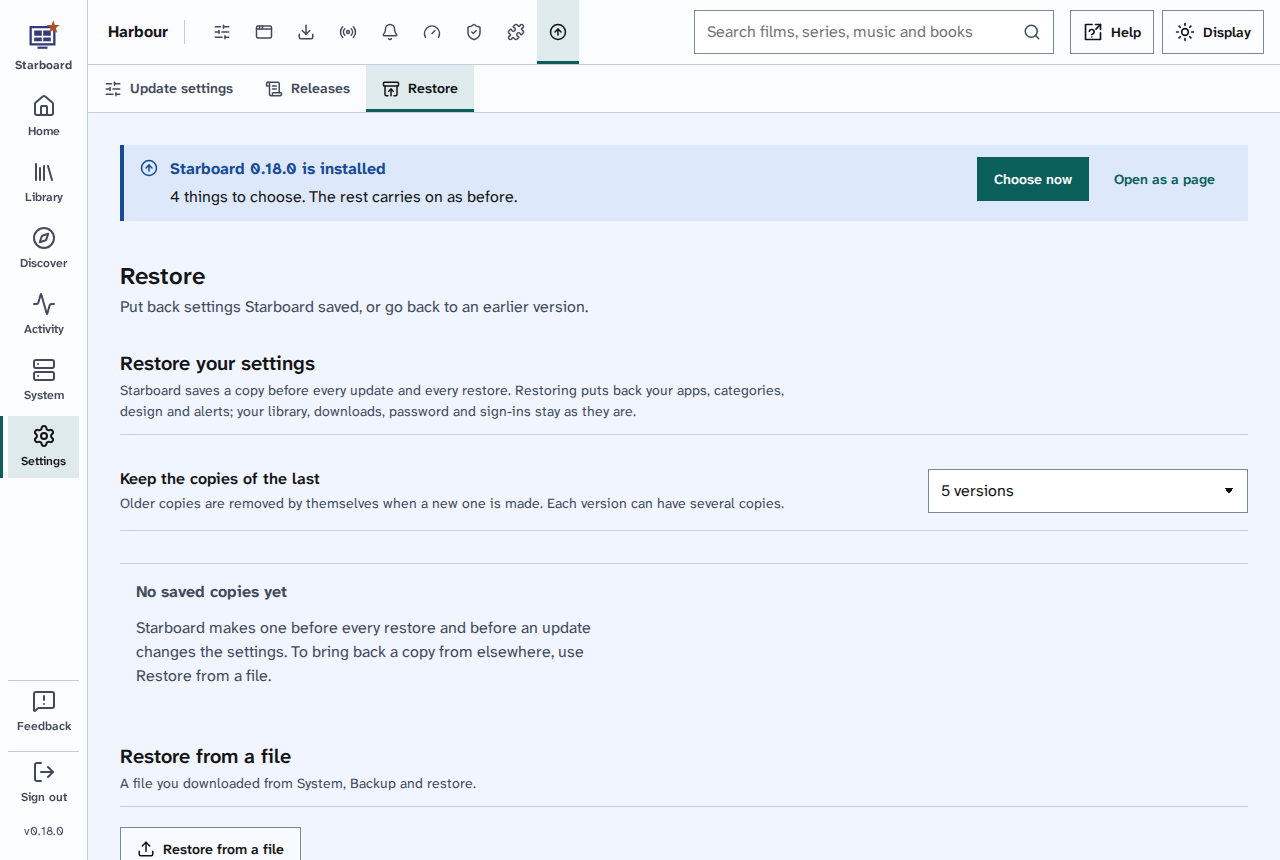 Starboard
Home
Library
Discover
Activity
System
Settings
Feedback
Sign out
v0.18.0
Harbour
Search films, series, music and books
Help
Display
Update settings
Releases
Restore
Starboard 0.18.0 is installed
4 things to choose. The rest carries on as before.
Choose now
Open as a page
Restore
Put back settings Starboard saved, or go back to an earlier version.
Restore your settings
Starboard saves a copy before every update and every restore. Restoring puts back your apps, categories,
design and alerts; your library, downloads, password and sign-ins stay as they are.
Keep the copies of the last
Older copies are removed by themselves when a new one is made. Each version can have several copies.
5 versions
No saved copies yet
Starboard makes one before every restore and before an update
changes the settings. To bring back a copy from elsewhere, use
Restore from a file.
Restore from a file
A file you downloaded from System, Backup and restore.
Restore from a file